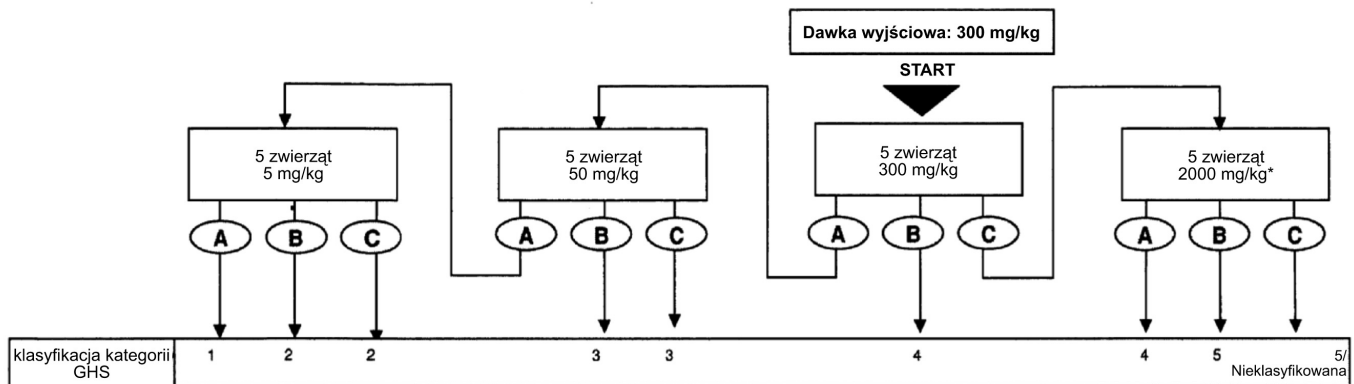 Dawka wyjściowa: 300 mg/kg
START
5 zwierząt
5 mg/kg
5 zwierząt
50 mg/kg
5 zwierząt
300 mg/kg
5 zwierząt
2000 mg/kg*
A B C A B C A B C A B C
klasyfikacja kategorii GHS
1 2 2 3 3 4 4 5 5/
Nieklasyfikowana